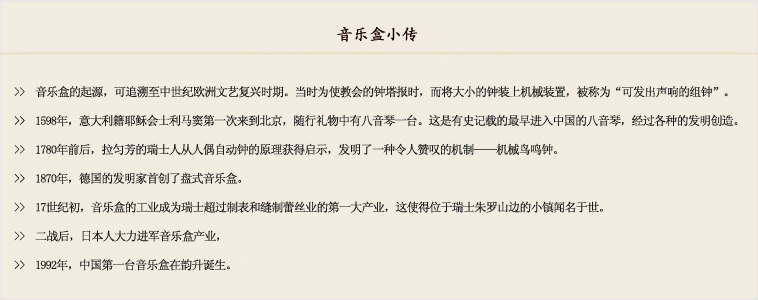 音乐盒小传
>> 音乐盒的起源，可追溯至中世纪欧洲文艺复兴时期。当时为使教会的钟塔报时，而将大小的钟装上机械装置，被称为“可发出声响的组钟”。
>> 1598年，意大利籍耶稣会士利马窦第一次来到北京，随行礼物中有八音琴一台。这是有史记载的最早进入中国的八音琴，经过各种的发明创造。
>> 1780年前后，拉匀芳的瑞士人从人偶自动钟的原理获得启示，发明了一种令人赞叹的机制——机械鸟鸣钟。
>> 1870年，德国的发明家首创了盘式音乐盒。
>> 17世纪初，音乐盒的工业成为瑞士超过制表和缝制蕾丝业的第一大产业，这使得位于瑞士朱罗山边的小镇闻名于世。
>> 二战后，日本人大力进军音乐盒产业，
>> 1992年，中国第一台音乐盒在韵升诞生。